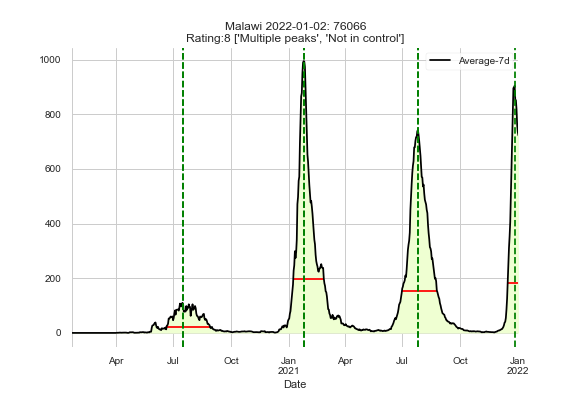 Malawi 2022-01-02: 76066
Rating:8 ['Multiple peaks', 'Not in control']
Average-7d
1000
800
600
400
200
0
Apr Jul Oct Jan Apr Jul Oct Jan
2021 2022
Date